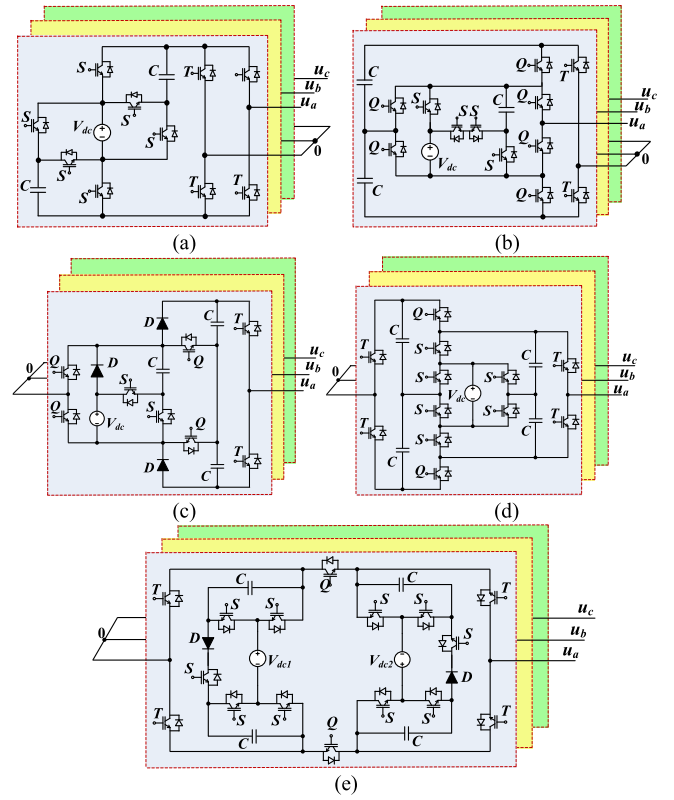 S C T
u_c
u_b
u_a
S S
V_dc
S S
C S T T
0
(a)
C Q T
Q S C Q
S S
u_c
u_b
u_a
Q V_dc S Q
C Q T
0
(b)
D C T
0 Q D C Q
u_c
u_b
u_a
S
Q V_dc S Q
D C T
(c)
Q
T C S C T
0 V_dc S
u_c
u_b
u_a
S S C
T S T
C Q
(d)
C Q C
T S S S S T
0 D V_dc1 V_dc2 S
u_c
u_b
u_a
S D
T S S Q S S T
C C
(e)